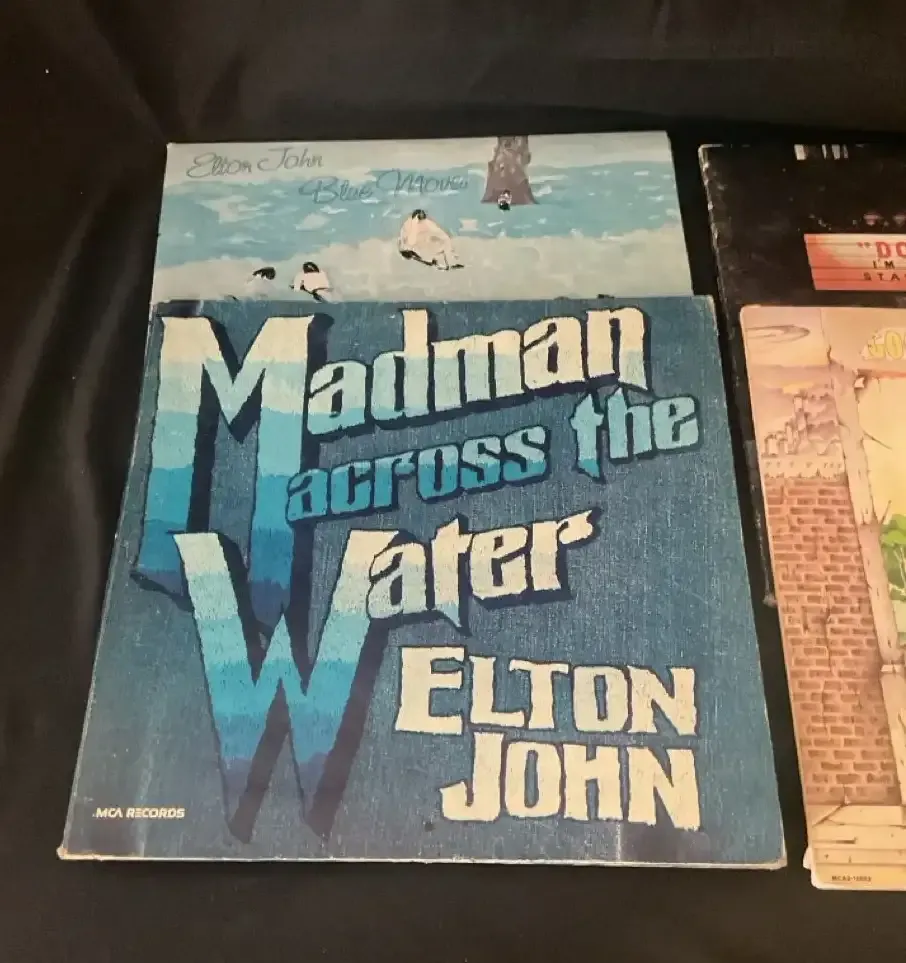 Elton John
Blue Moves
"DO
I'M
STA
Madman
across the
Water
ELTON
JOHN
MCA RECORDS